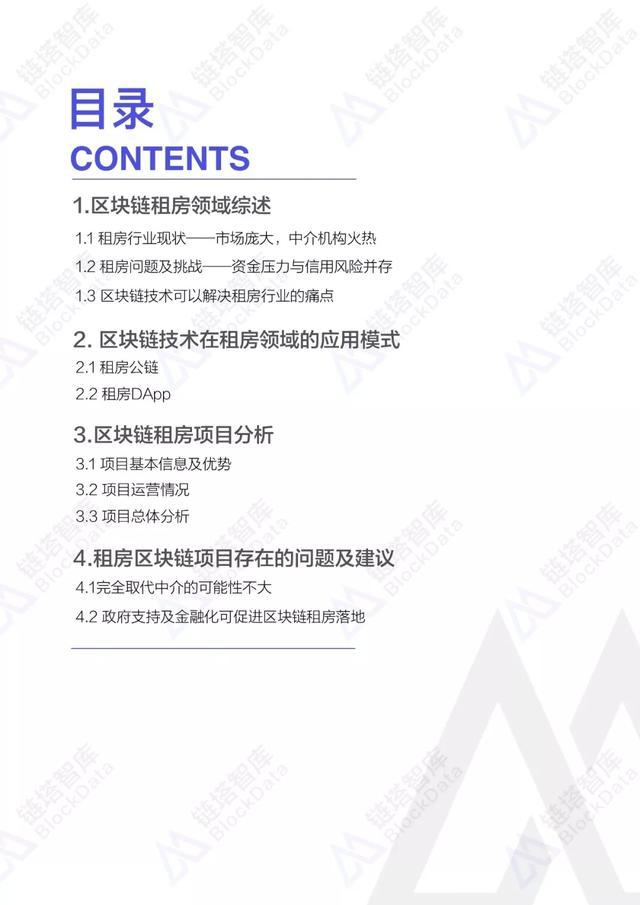 目录
CONTENTS
1.区块链租房领域综述
1.1 租房行业现状——市场庞大，中介机构火热
1.2 租房问题及挑战——资金压力与信用风险并存
1.3 区块链技术可以解决租房行业的痛点
2. 区块链技术在租房领域的应用模式
2.1 租房公链
2.2 租房DApp
3.区块链租房项目分析
3.1 项目基本信息及优势
3.2 项目运营情况
3.3 项目总体分析
4.租房区块链项目存在的问题及建议
4.1完全取代中介的可能性不大
4.2 政府支持及金融化可促进区块链租房落地
链塔智库
BlockData